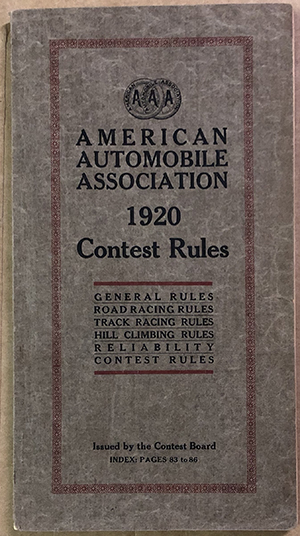 AAA
AMERICAN
AUTOMOBILE
ASSOCIATION
1920
Contest Rules
GENERAL RULES
ROAD RACING RULES
TRACK RACING RULES
HILL CLIMBING RULES
RELIABILITY
CONTEST RULES
Issued by the Contest Board
INDEX: PAGES 83 to 86